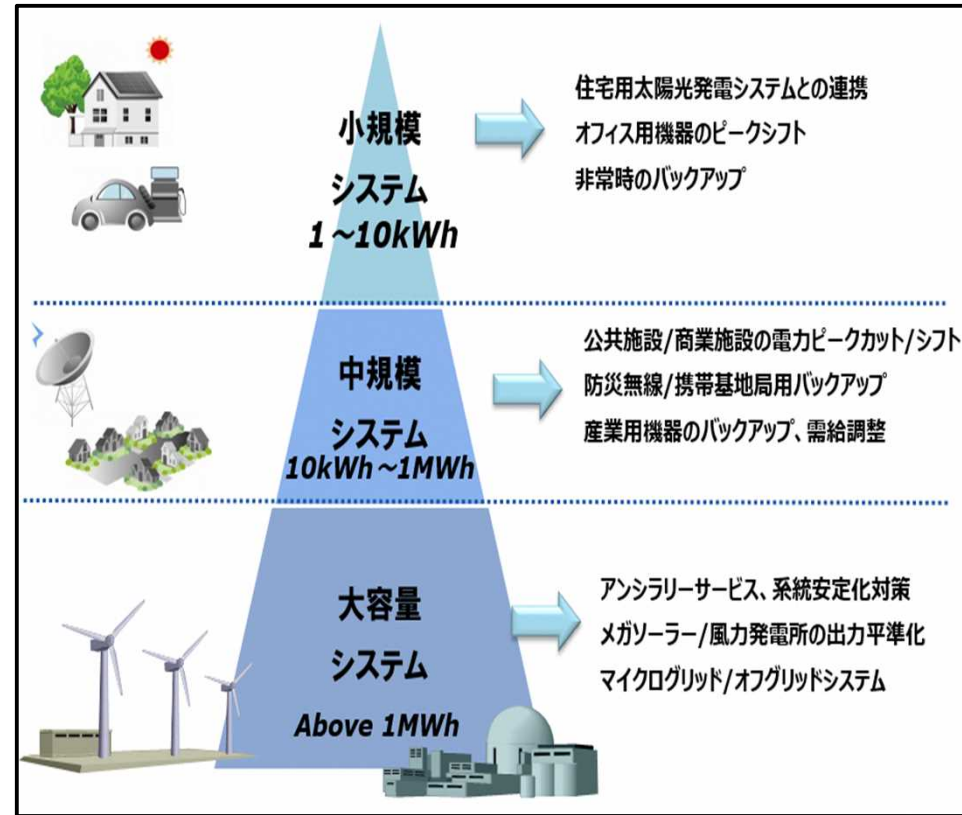 小規模
システム
1～10kWh
住宅用太陽光発電システムとの連携
オフィス用機器のピークシフト
非常時のバックアップ
中規模
システム
10kWh～1MWh
公共施設/商業施設の電力ピークカット/シフト
防災無線/携帯基地局用バックアップ
産業用機器のバックアップ、需給調整
大容量
システム
Above 1MWh
アンシラリーサービス、系統安定化対策
メガソーラー/風力発電所の出力平準化
マイクログリッド/オフグリッドシステム